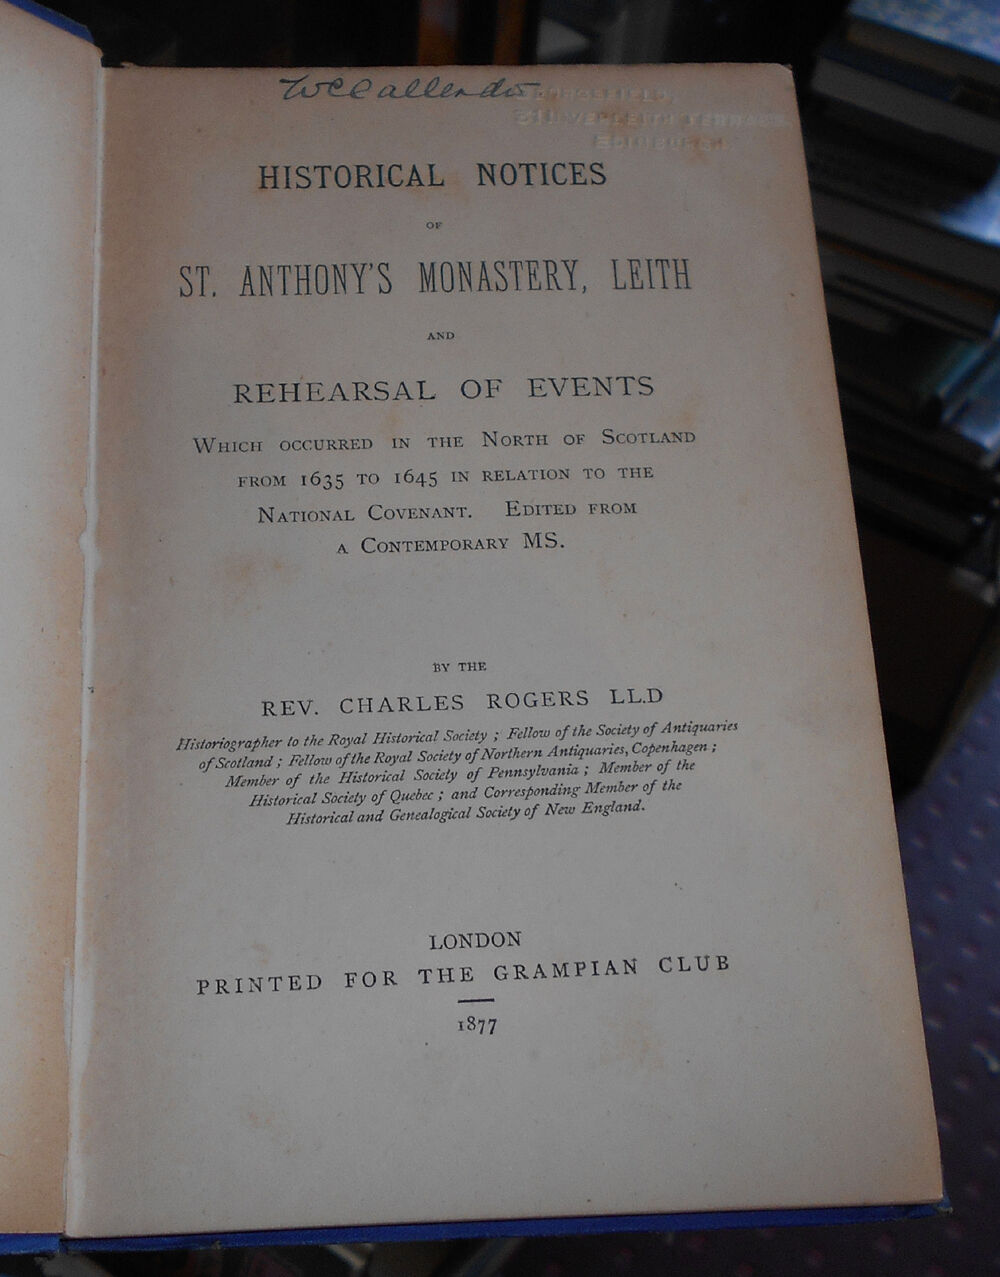 HISTORICAL NOTICES
OF
ST. ANTHONY'S MONASTERY, LEITH
AND
REHEARSAL OF EVENTS
WHICH OCCURRED IN THE NORTH OF SCOTLAND
FROM 1635 TO 1645 IN RELATION TO THE
NATIONAL COVENANT. EDITED FROM
A CONTEMPORARY MS.
BY THE
REV. CHARLES ROGERS LL.D
Historiographer to the Royal Historical Society ; Fellow of the Society of Antiquaries
of Scotland ; Fellow of the Royal Society of Northern Antiquaries, Copenhagen ;
Member of the Historical Society of Pennsylvania ; Member of the
Historical Society of Quebec ; and Corresponding Member of the
Historical and Genealogical Society of New England.
LONDON
PRINTED FOR THE GRAMPIAN CLUB
1877